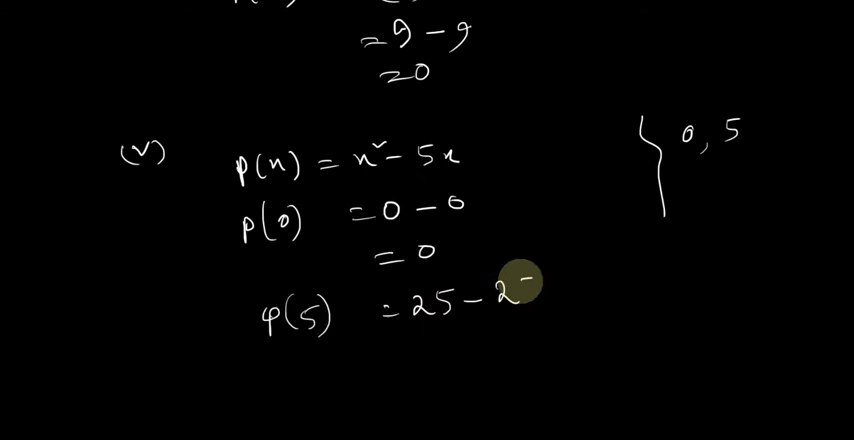 = 9 - 9
= 0
(v)
p(x) = x² - 5x
0, 5
p(0) = 0 - 0
= 0
p(5) = 25 - 2